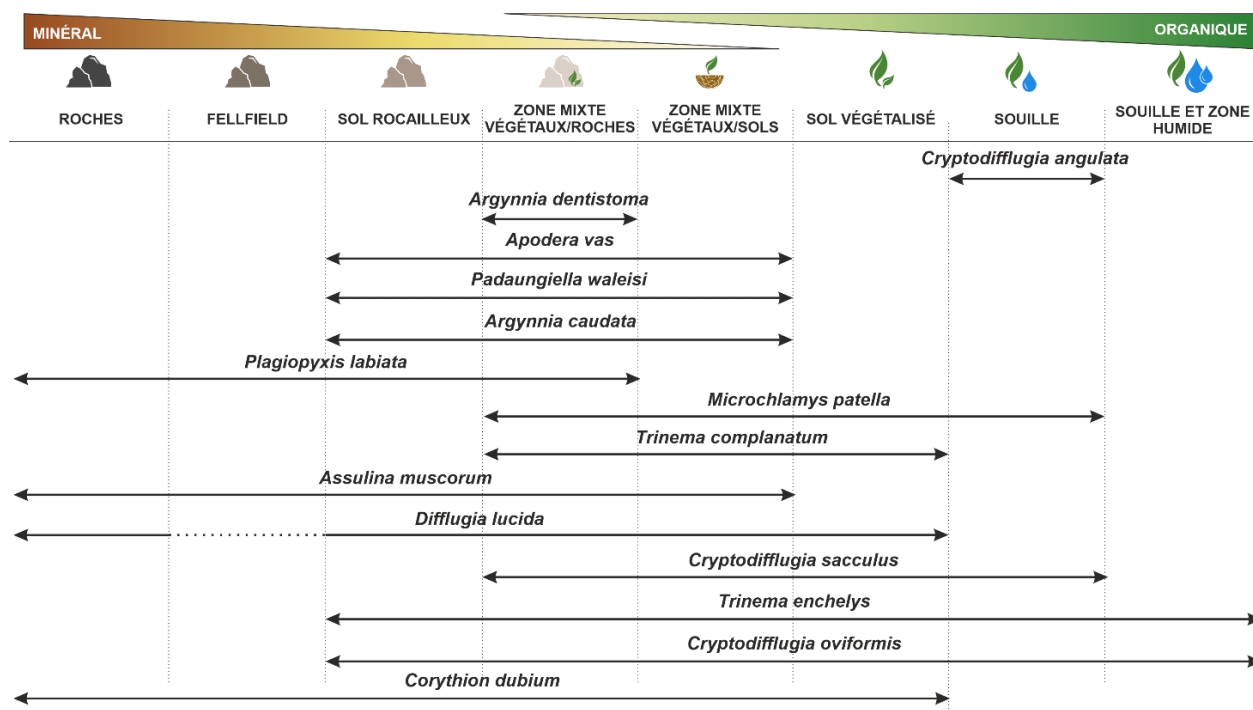 MINÉRAL
ORGANIQUE
ROCHES
FELLFIELD
SOL ROCAILLEUX
ZONE MIXTE
VÉGÉTAUX/ROCHES
ZONE MIXTE
VÉGÉTAUX/SOLS
SOL VÉGÉTALISÉ
SOUILLE
SOUILLE ET ZONE
HUMIDE
Cryptodifflugia angulata
Argynnia dentistoma
Apodera vas
Padaungiella waleisi
Argynnia caudata
Plagiopyxis labiata
Microchlamys patella
Trinema complanatum
Assulina muscorum
Difflugia lucida
Cryptodifflugia sacculus
Trinema enchelys
Cryptodifflugia oviformis
Corythion dubium